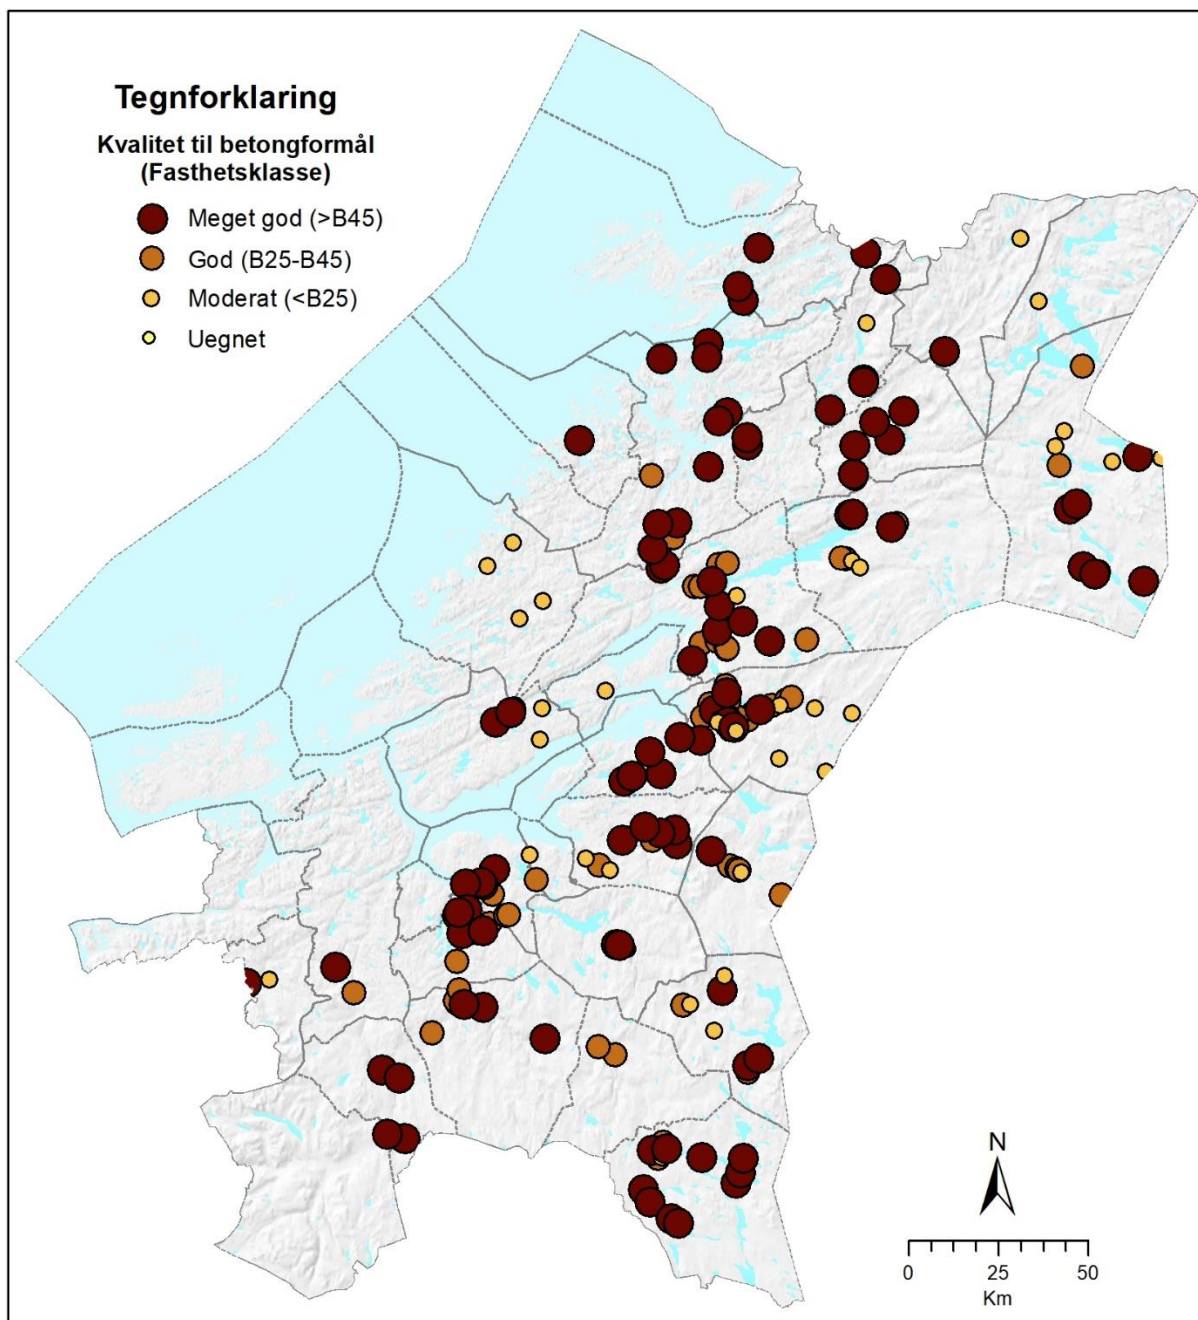 Tegnforklaring
Kvalitet til betongformål
(Fasthetsklasse)
Meget god (>B45)
God (B25-B45)
Moderat (<B25)
Uegnet
N
0 25 50
Km